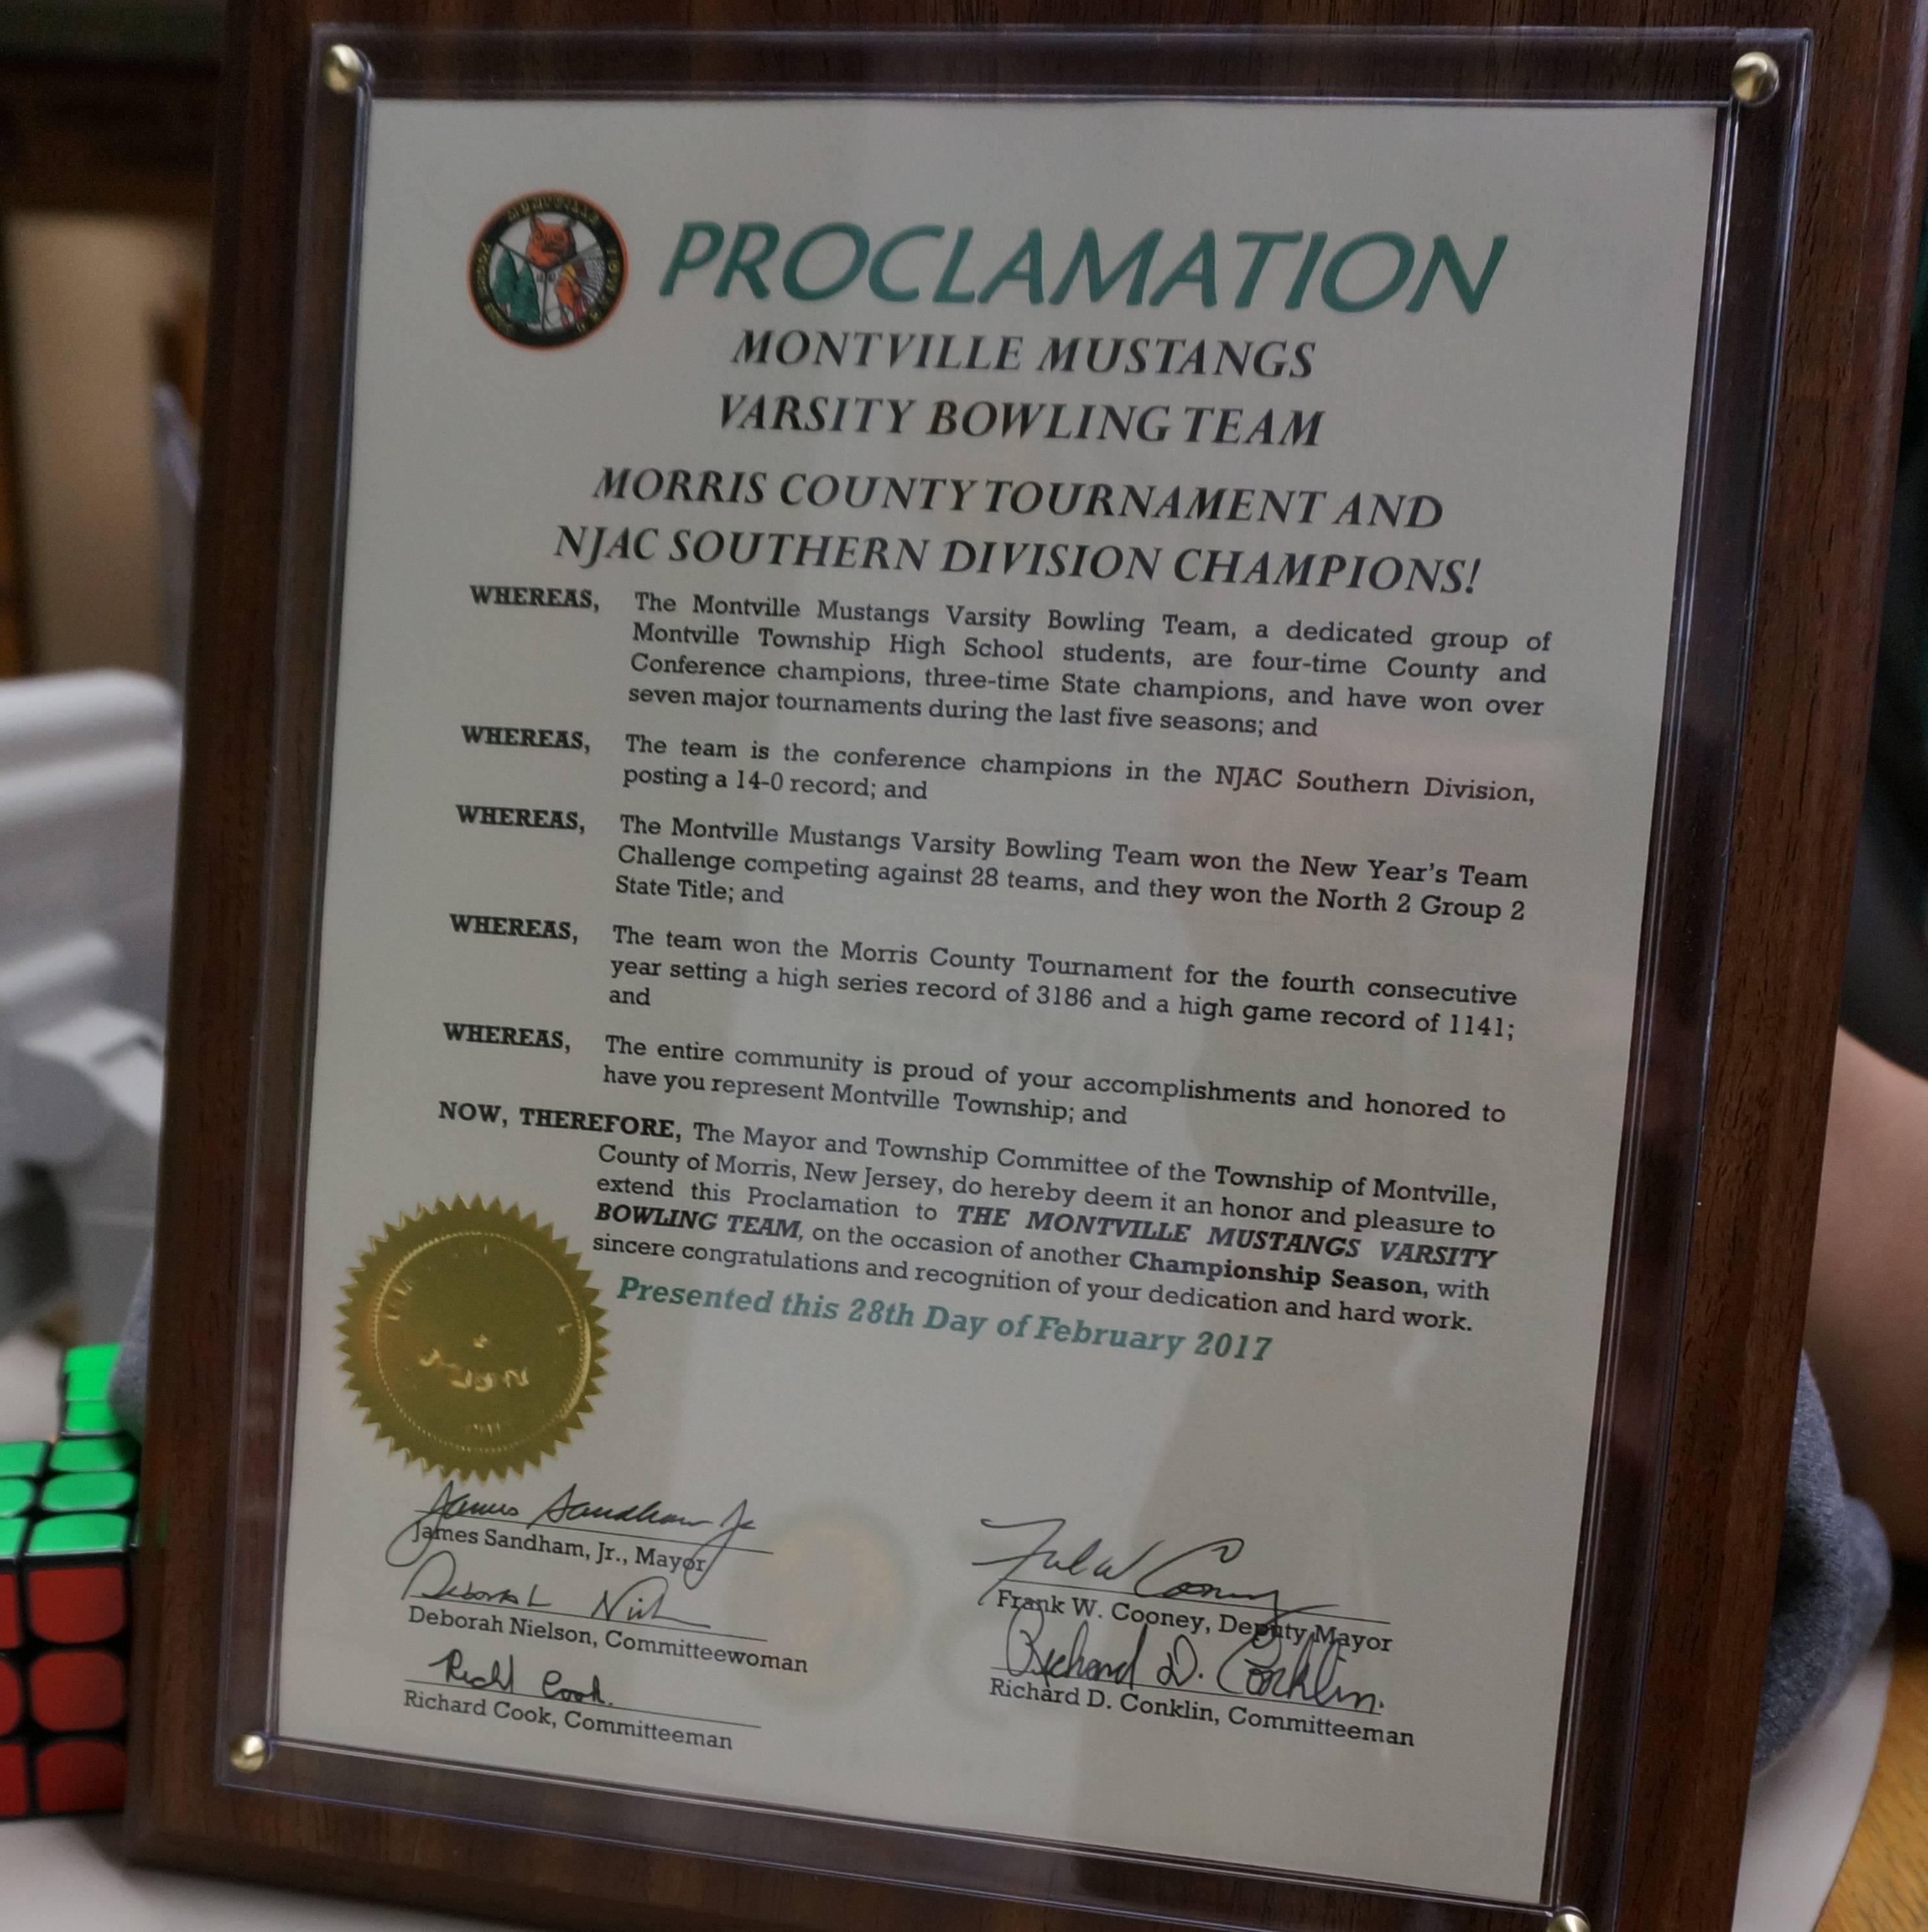 MONTVILLE
PROCLAMATION
MONTVILLE MUSTANGS
VARSITY BOWLING TEAM
MORRIS COUNTY TOURNAMENT AND
NJAC SOUTHERN DIVISION CHAMPIONS!
WHEREAS, The Montville Mustangs Varsity Bowling Team, a dedicated group of
Montville Township High School students, are four-time County and
Conference champions, three-time State champions, and have won over
seven major tournaments during the last five seasons; and
WHEREAS, The team is the conference champions in the NJAC Southern Division,
posting a 14-0 record; and
WHEREAS, The Montville Mustangs Varsity Bowling Team won the New Year's Team
Challenge competing against 28 teams, and they won the North 2 Group 2
State Title; and
WHEREAS, The team won the Morris County Tournament for the fourth consecutive
year setting a high series record of 3186 and a high game record of 1141;
and
WHEREAS, The entire community is proud of your accomplishments and honored to
have you represent Montville Township; and
NOW, THEREFORE, The Mayor and Township Committee of the Township of Montville,
County of Morris, New Jersey, do hereby deem it an honor and pleasure to
extend this Proclamation to THE MONTVILLE MUSTANGS VARSITY
BOWLING TEAM, on the occasion of another Championship Season, with
sincere congratulations and recognition of your dedication and hard work.
Presented this 28th Day of February 2017
James Sandham Jr
James Sandham, Jr., Mayor
Frank W. Cooney, Deputy Mayor
Deborah Nielson, Committeewoman
Richard D. Conklin.
Richard D. Conklin, Committeeman
Richard Cook, Committeeman